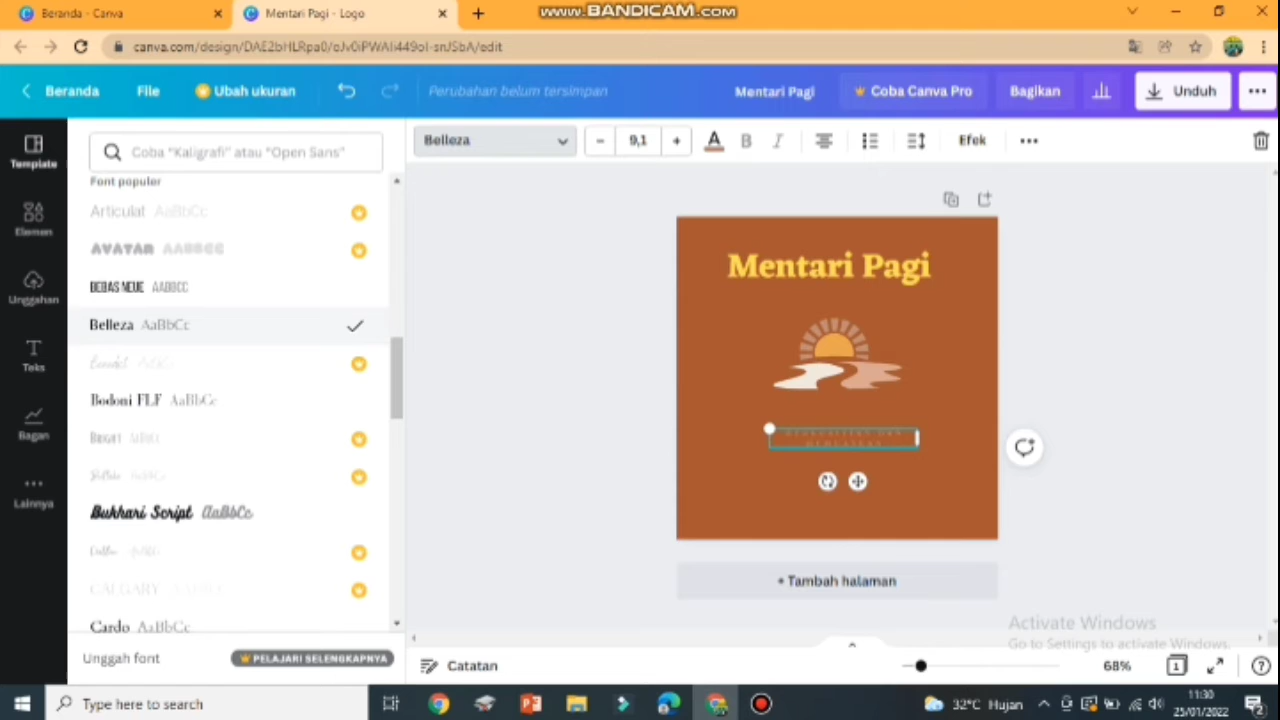 www.BANDICAM.com
Beranda - Canva
Mentari Pagi - Logo
canva.com/design/DAE2bHLRpa0/oJv0iPWAli449oI-snJSbA/edit
Beranda
File
Ubah ukuran
Perubahan belum tersimpan
Mentari Pagi
Coba Canva Pro
Bagikan
Unduh
Template
Elemen
Unggahan
Teks
Bagan
Lainnya
Coba "Kaligrafi" atau "Open Sans"
Font populer
Articulat AaBbCc
AVATAR AABBCC
BEBAS NEUE AABBCC
Belleza AaBbCc
Bodoni FLF AaBbCc
Bukhari Script AaBbCc
CALGARY AABBCC
Cardo AaBbCc
Unggah font
PELAJARI SELENGKAPNYA
Belleza
– 9,1 +
A B I
Efek
Mentari Pagi
+ Tambah halaman
Activate Windows
Go to Settings to activate Windows.
Catatan
68%
1
Type here to search
32°C Hujan
11:30
25/01/2022
2